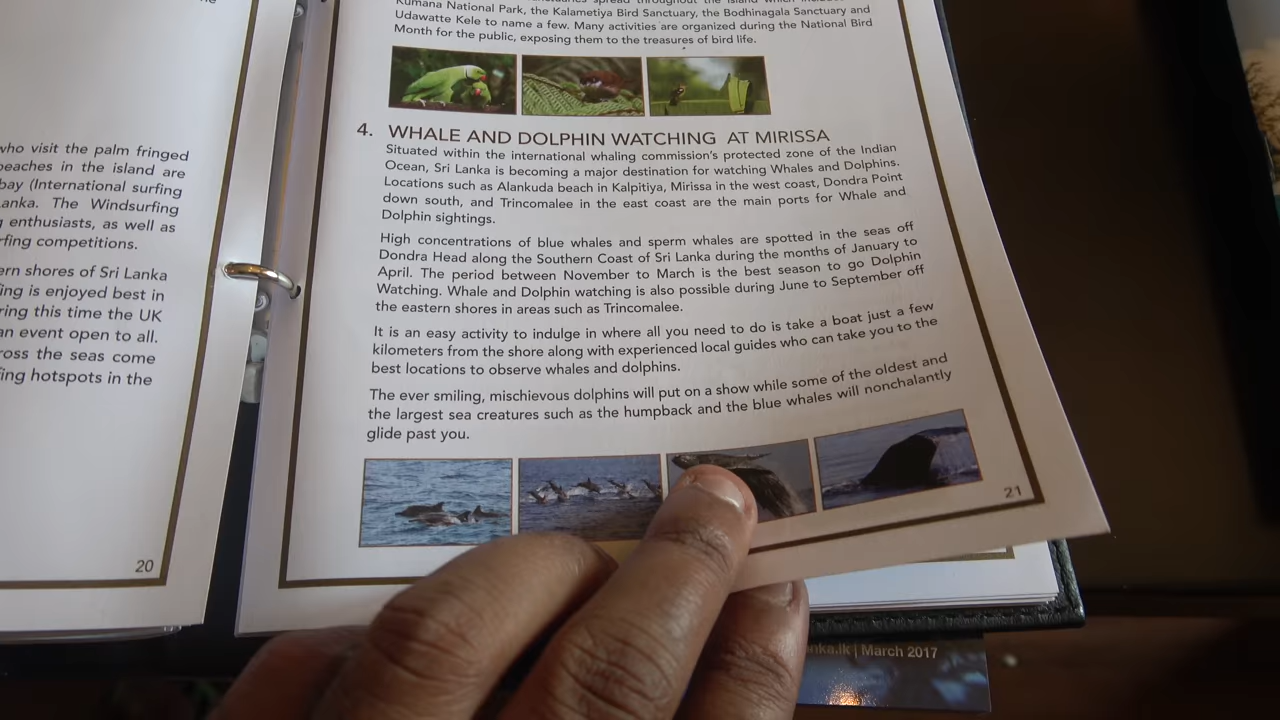 who visit the palm fringed
beaches in the island are
bay (International surfing
anka. The Windsurfing
enthusiasts, as well as
rfing competitions.
ern shores of Sri Lanka
ing is enjoyed best in
ring this time the UK
an event open to all.
ross the seas come
ing hotspots in the
20
Kumana National Park, the Kalametiya Bird Sanctuary, the Bodhinagala Sanctuary and
Udawatte Kele to name a few. Many activities are organized during the National Bird
Month for the public, exposing them to the treasures of bird life.
4. WHALE AND DOLPHIN WATCHING AT MIRISSA
Situated within the international whaling commission's protected zone of the Indian
Ocean, Sri Lanka is becoming a major destination for watching Whales and Dolphins.
Locations such as Alankuda beach in Kalpitiya, Mirissa in the west coast, Dondra Point
down south, and Trincomalee in the east coast are the main ports for Whale and
Dolphin sightings.
High concentrations of blue whales and sperm whales are spotted in the seas off
Dondra Head along the Southern Coast of Sri Lanka during the months of January to
April. The period between November to March is the best season to go Dolphin
Watching. Whale and Dolphin watching is also possible during June to September off
the eastern shores in areas such as Trincomalee.
It is an easy activity to indulge in where all you need to do is take a boat just a few
kilometers from the shore along with experienced local guides who can take you to the
best locations to observe whales and dolphins.
The ever smiling, mischievous dolphins will put on a show while some of the oldest and
the largest sea creatures such as the humpback and the blue whales will nonchalantly
glide past you.
21
nka.lk | March 2017